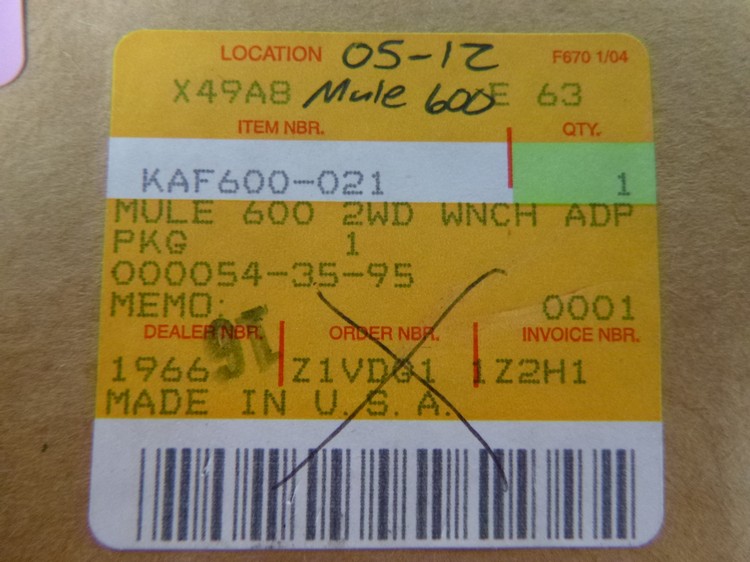 LOCATION 05-12 F670 1/04
X49A8 Mule 600 E 63
ITEM NBR. QTY.
KAF600-021 1
MULE 600 2WD WNCH ADP
PKG 1
000054-35-95
MEMO: 0001
DEALER NBR. ORDER NBR. INVOICE NBR.
1966 Z1VDG1 1Z2H1
MADE IN U.S.A.